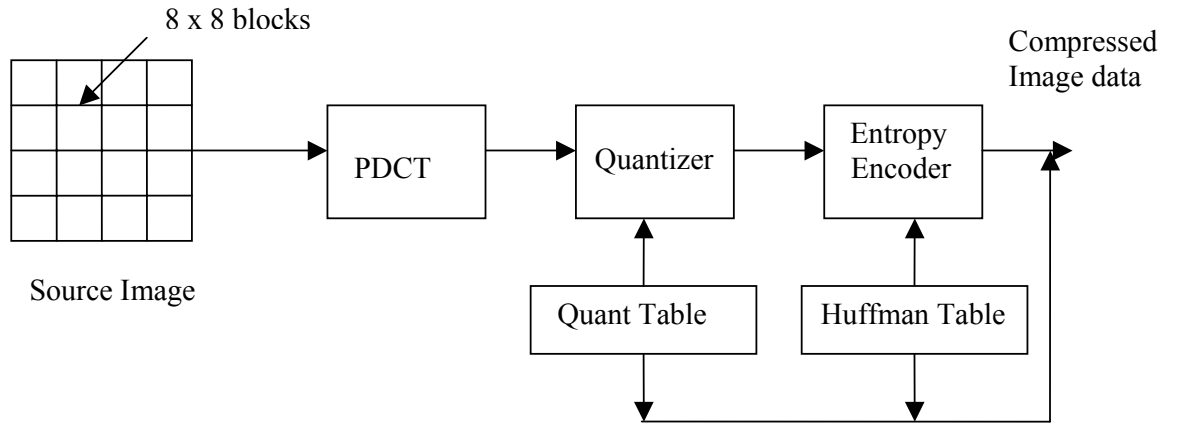 8 x 8 blocks
Compressed
Image data
PDCT
Quantizer
Entropy
Encoder
Source Image
Quant Table
Huffman Table